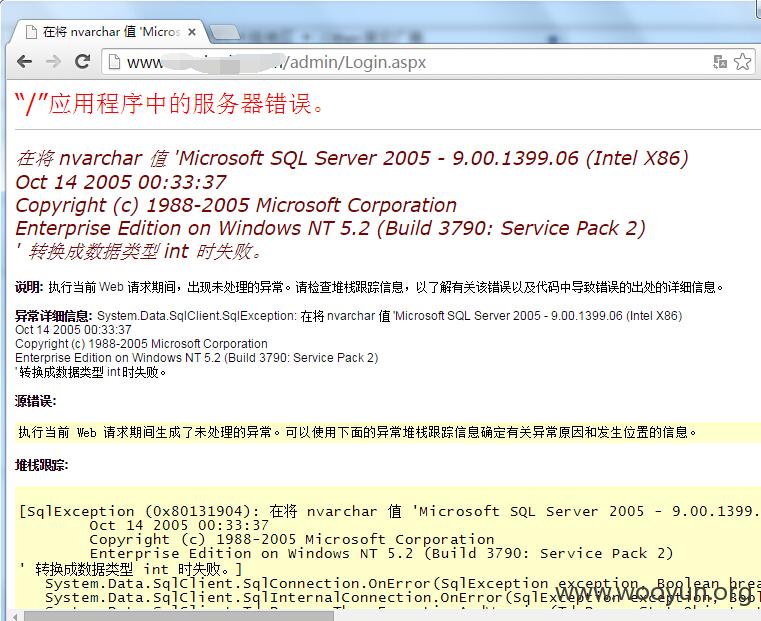 在将 nvarchar 值 'Micros
www. /admin/Login.aspx
“/”应用程序中的服务器错误。
在将 nvarchar 值 'Microsoft SQL Server 2005 - 9.00.1399.06 (Intel X86)
Oct 14 2005 00:33:37
Copyright (c) 1988-2005 Microsoft Corporation
Enterprise Edition on Windows NT 5.2 (Build 3790: Service Pack 2)
' 转换成数据类型 int 时失败。
说明: 执行当前 Web 请求期间，出现未处理的异常。请检查堆栈跟踪信息，以了解有关该错误以及代码中导致错误的出处的详细信息。
异常详细信息: System.Data.SqlClient.SqlException: 在将 nvarchar 值 'Microsoft SQL Server 2005 - 9.00.1399.06 (Intel X86)
Oct 14 2005 00:33:37
Copyright (c) 1988-2005 Microsoft Corporation
Enterprise Edition on Windows NT 5.2 (Build 3790: Service Pack 2)
' 转换成数据类型 int 时失败。
源错误:
执行当前 Web 请求期间生成了未处理的异常。可以使用下面的异常堆栈跟踪信息确定有关异常原因和发生位置的信息。
堆栈跟踪:
[SqlException (0x80131904): 在将 nvarchar 值 'Microsoft SQL Server 2005 - 9.00.1399.
Oct 14 2005 00:33:37
Copyright (c) 1988-2005 Microsoft Corporation
Enterprise Edition on Windows NT 5.2 (Build 3790: Service Pack 2)
' 转换成数据类型 int 时失败。]
System.Data.SqlClient.SqlConnection.OnError(SqlException exception, Boolean brea
System.Data.SqlClient.SqlInternalConnection.OnError(SqlException exception, Bool
www.wooyun.org